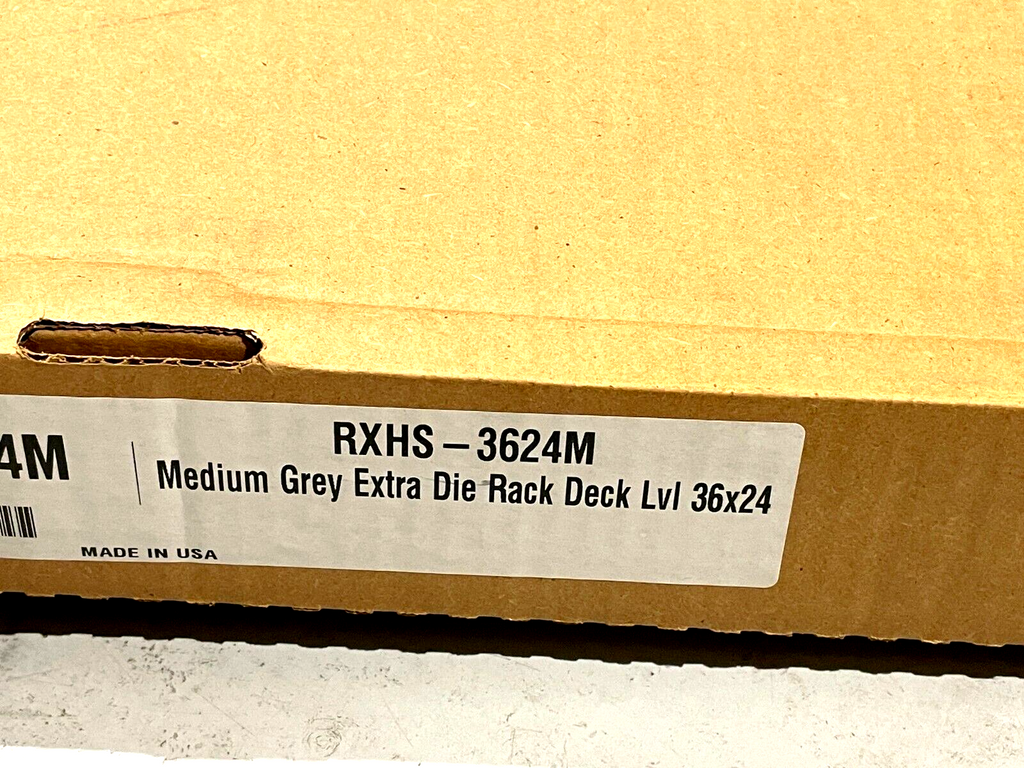 4M
RXHS – 3624M
Medium Grey Extra Die Rack Deck Lvl 36x24
MADE IN USA